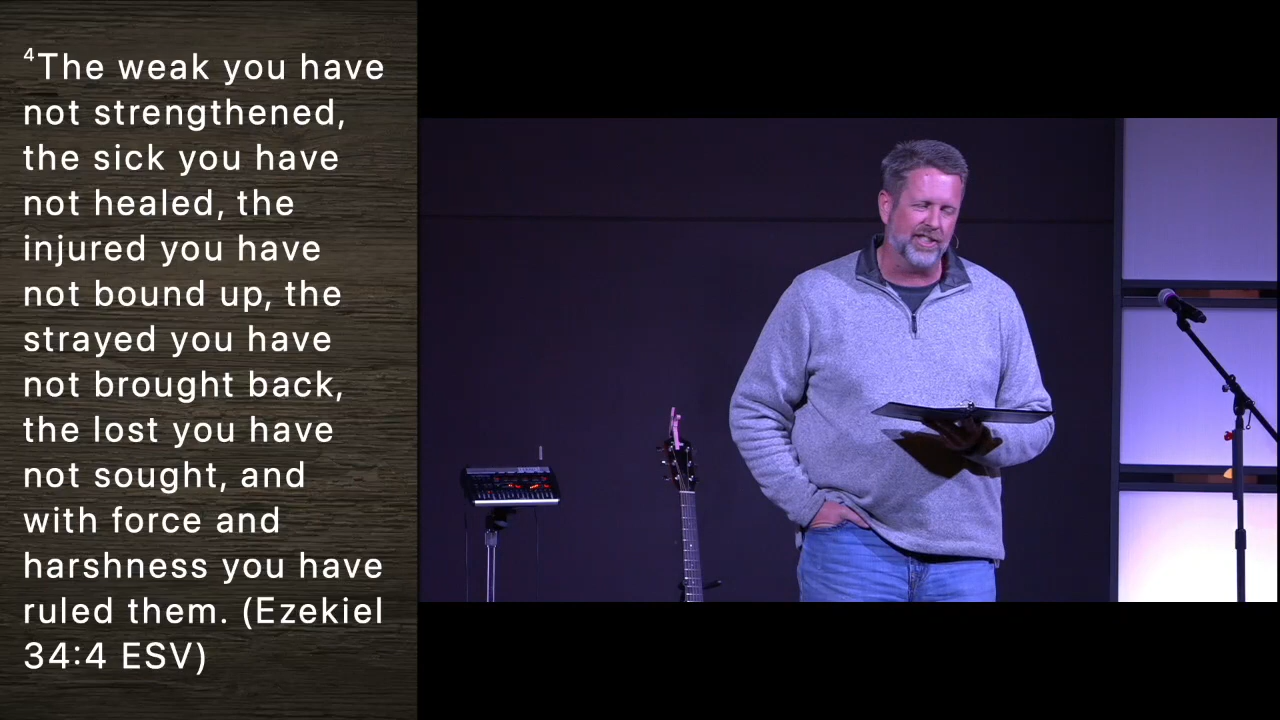 ⁴The weak you have
not strengthened,
the sick you have
not healed, the
injured you have
not bound up, the
strayed you have
not brought back,
the lost you have
not sought, and
with force and
harshness you have
ruled them. (Ezekiel
34:4 ESV)